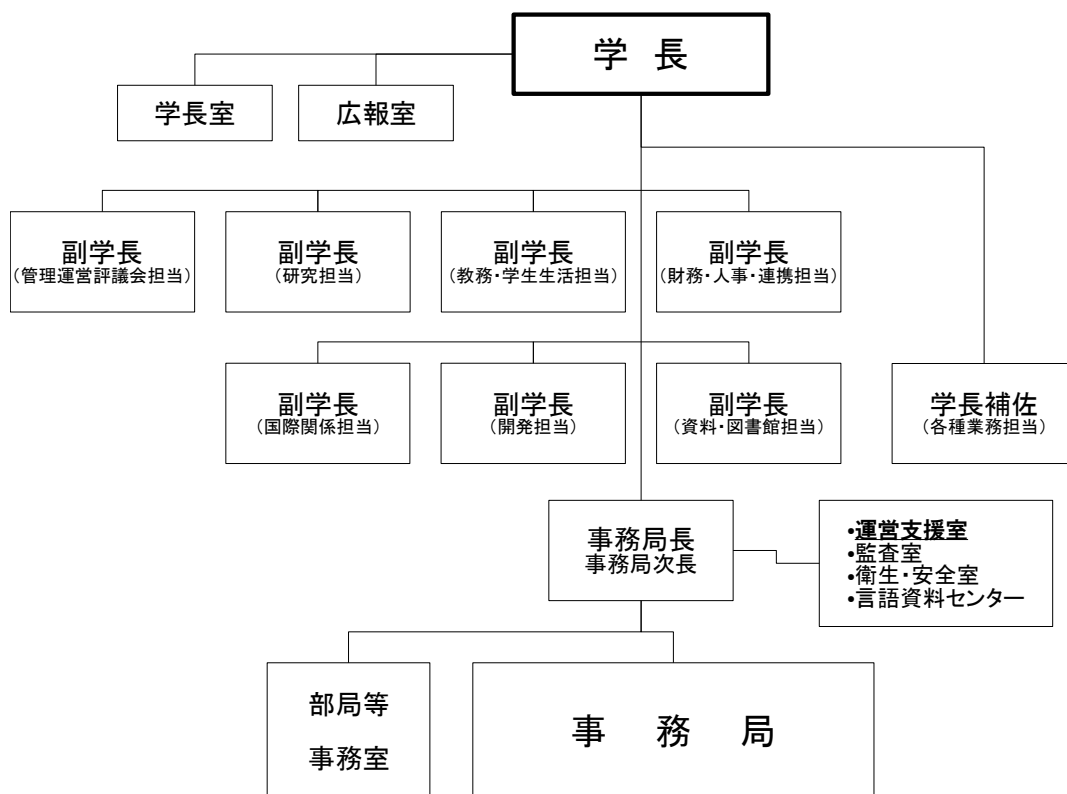 学 長
学長室
広報室
副学長
（管理運営評議会担当）
副学長
（研究担当）
副学長
（教務・学生生活担当）
副学長
（財務・人事・連携担当）
副学長
（国際関係担当）
副学長
（開発担当）
副学長
（資料・図書館担当）
学長補佐
（各種業務担当）
事務局長
事務局次長
•運営支援室
•監査室
•衛生・安全室
•言語資料センター
部局等
事務室
事 務 局